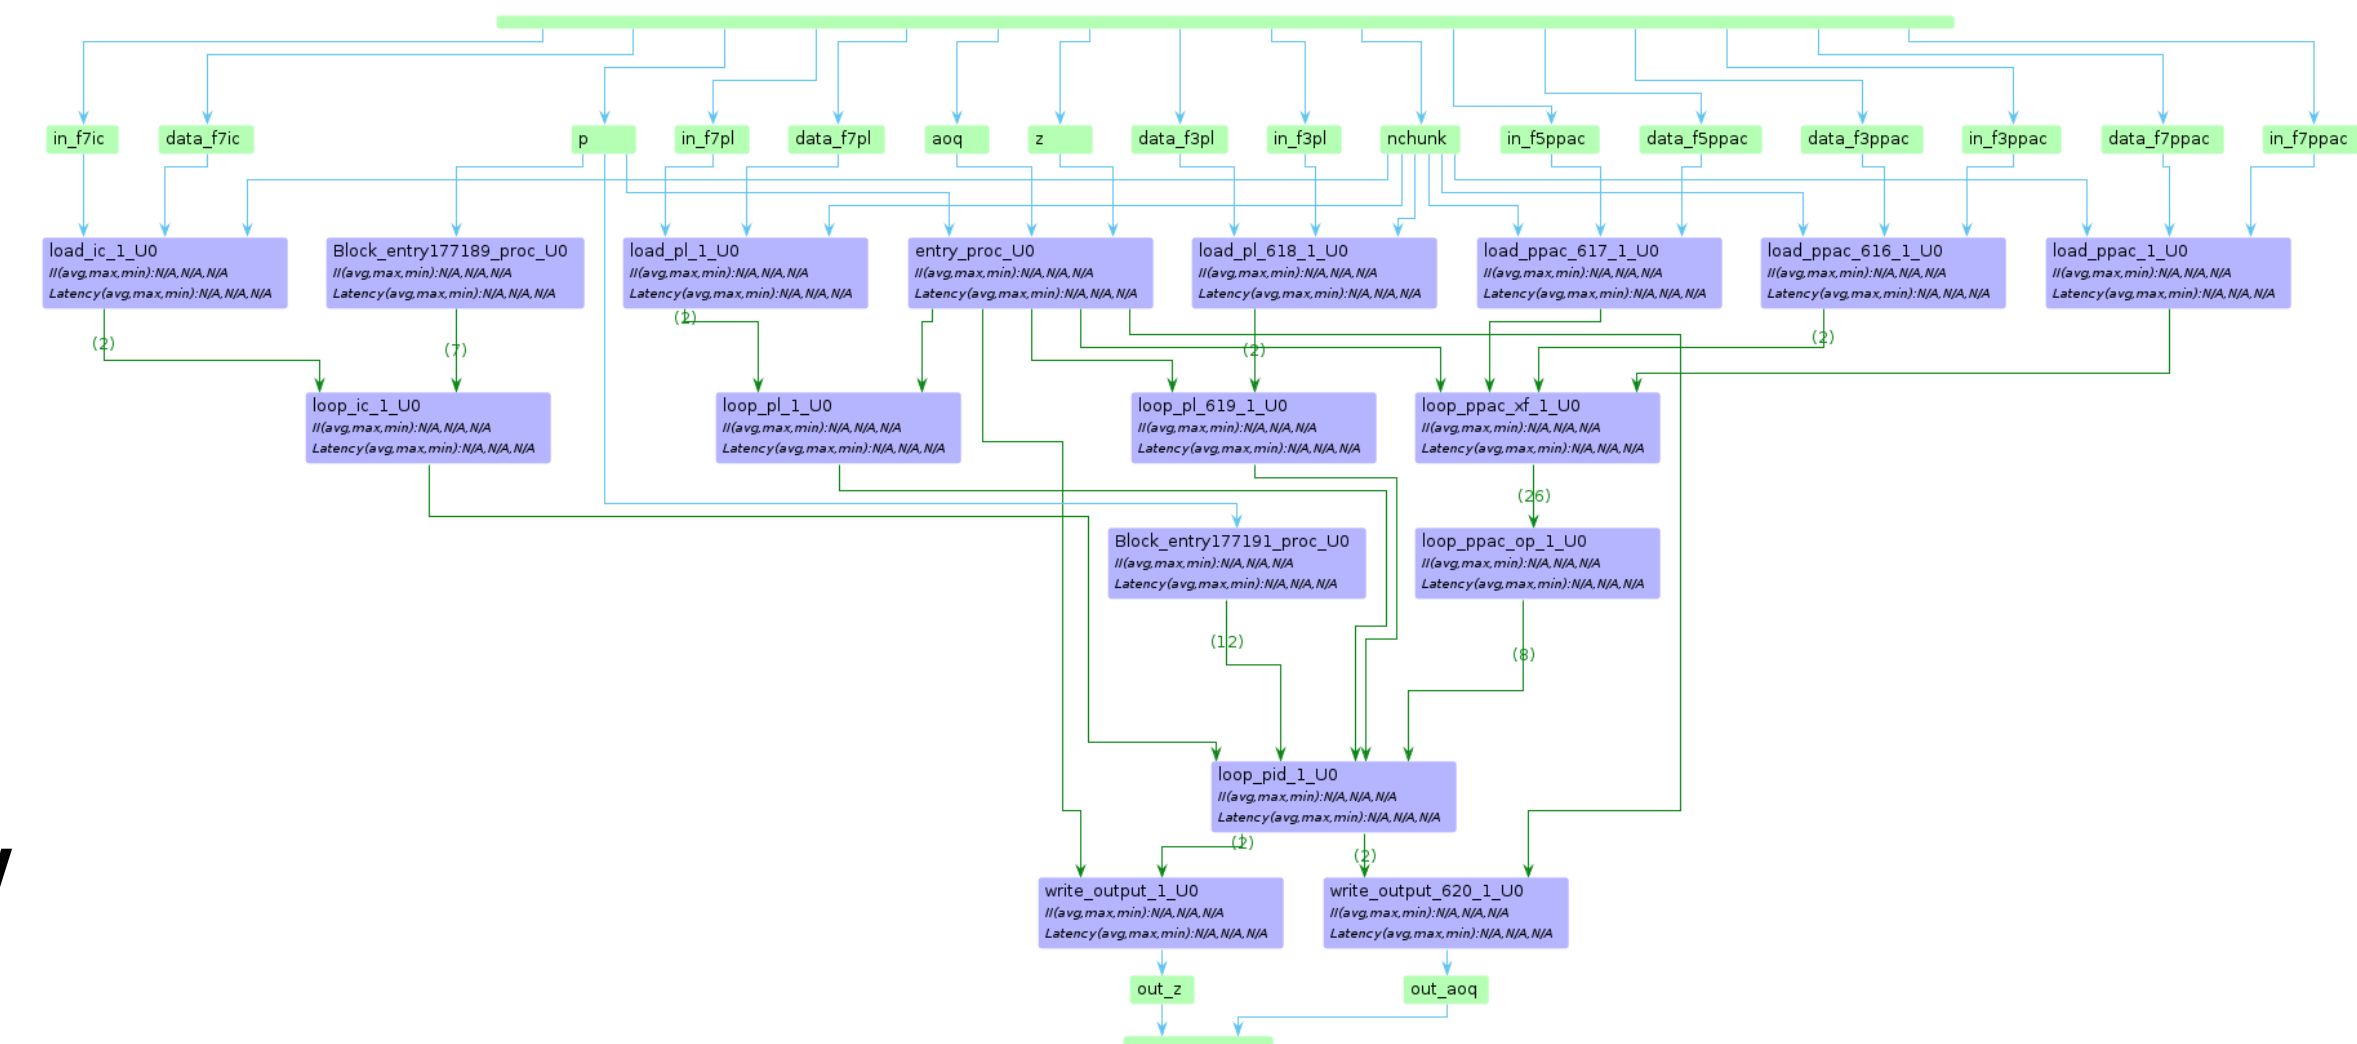 in_f7ic
data_f7ic
p
in_f7pl
data_f7pl
aoq
z
data_f3pl
in_f3pl
nchunk
in_f5ppac
data_f5ppac
data_f3ppac
in_f3ppac
data_f7ppac
in_f7ppac
load_ic_1_U0
II(avg,max,min):N/A,N/A,N/A
Latency(avg,max,min):N/A,N/A,N/A
Block_entry177189_proc_U0
II(avg,max,min):N/A,N/A,N/A
Latency(avg,max,min):N/A,N/A,N/A
load_pl_1_U0
II(avg,max,min):N/A,N/A,N/A
Latency(avg,max,min):N/A,N/A,N/A
entry_proc_U0
II(avg,max,min):N/A,N/A,N/A
Latency(avg,max,min):N/A,N/A,N/A
load_pl_618_1_U0
II(avg,max,min):N/A,N/A,N/A
Latency(avg,max,min):N/A,N/A,N/A
load_ppac_617_1_U0
II(avg,max,min):N/A,N/A,N/A
Latency(avg,max,min):N/A,N/A,N/A
load_ppac_616_1_U0
II(avg,max,min):N/A,N/A,N/A
Latency(avg,max,min):N/A,N/A,N/A
load_ppac_1_U0
II(avg,max,min):N/A,N/A,N/A
Latency(avg,max,min):N/A,N/A,N/A
(2)
(7)
(2)
(2)
(2)
loop_ic_1_U0
II(avg,max,min):N/A,N/A,N/A
Latency(avg,max,min):N/A,N/A,N/A
loop_pl_1_U0
II(avg,max,min):N/A,N/A,N/A
Latency(avg,max,min):N/A,N/A,N/A
loop_pl_619_1_U0
II(avg,max,min):N/A,N/A,N/A
Latency(avg,max,min):N/A,N/A,N/A
loop_ppac_xf_1_U0
II(avg,max,min):N/A,N/A,N/A
Latency(avg,max,min):N/A,N/A,N/A
(26)
Block_entry177191_proc_U0
II(avg,max,min):N/A,N/A,N/A
Latency(avg,max,min):N/A,N/A,N/A
loop_ppac_op_1_U0
II(avg,max,min):N/A,N/A,N/A
Latency(avg,max,min):N/A,N/A,N/A
(12)
(8)
loop_pid_1_U0
II(avg,max,min):N/A,N/A,N/A
Latency(avg,max,min):N/A,N/A,N/A
(2)
(2)
write_output_1_U0
II(avg,max,min):N/A,N/A,N/A
Latency(avg,max,min):N/A,N/A,N/A
write_output_620_1_U0
II(avg,max,min):N/A,N/A,N/A
Latency(avg,max,min):N/A,N/A,N/A
out_z
out_aoq